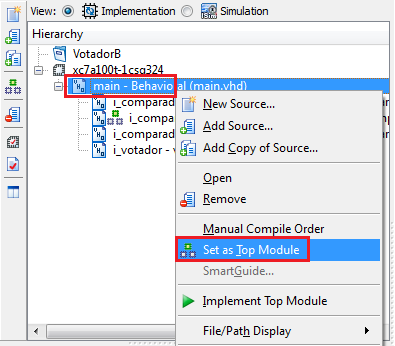 View: Implementation Simulation
Hierarchy
VotadorB
xc7a100t-1csg324
main - Behavioral (main.vhd)
i_comparad
i_compa
i_comparad
i_comparad
i_votador - v
New Source...
Add Source...
Add Copy of Source...
Open
Remove
Manual Compile Order
Set as Top Module
SmartGuide...
Implement Top Module
File/Path Display